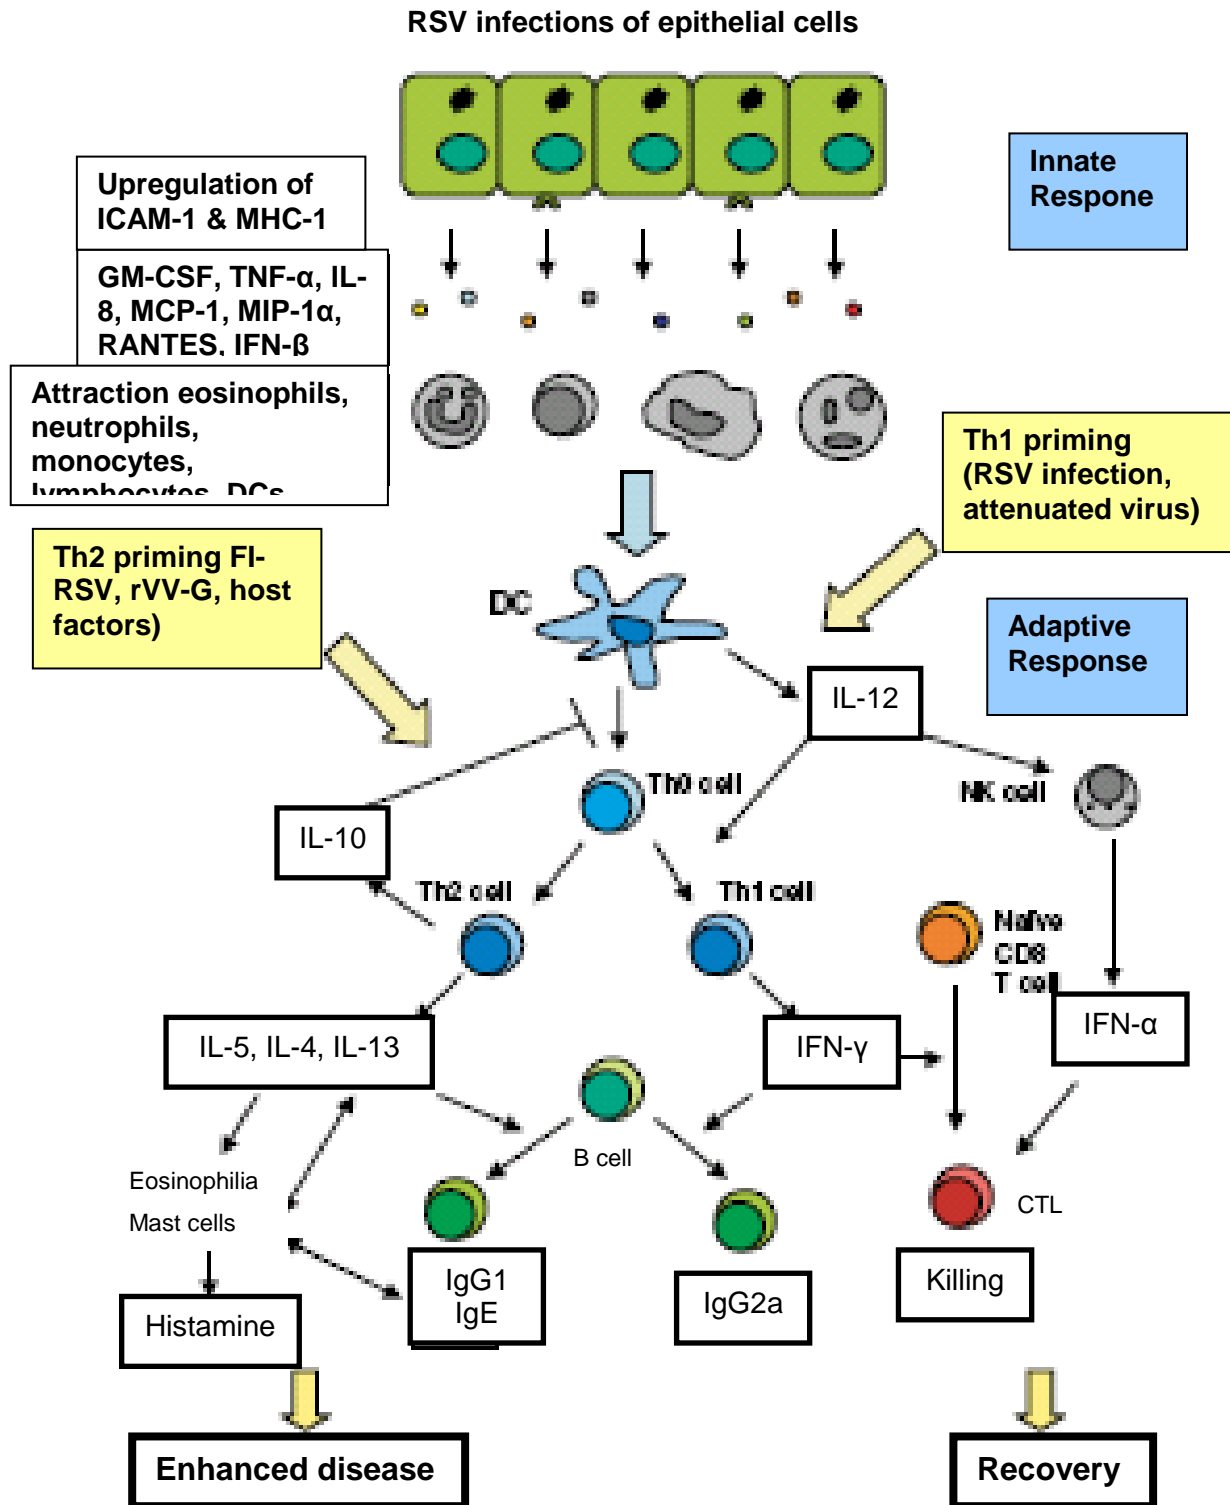 RSV infections of epithelial cells
Innate
Respone
Upregulation of
ICAM-1 & MHC-1
GM-CSF, TNF-α, IL-
8, MCP-1, MIP-1α,
RANTES, IFN-β
Attraction eosinophils,
neutrophils,
monocytes,
lymphocytes, DCs
Th1 priming
(RSV infection,
attenuated virus)
Th2 priming FI-
RSV, rVV-G, host
factors)
DC
Adaptive
Response
IL-12
Th0 cell
NK cell
IL-10
Th2 cell
Th1 cell
Naïve
CD8
T cell
IL-5, IL-4, IL-13
IFN-γ
IFN-α
B cell
Eosinophilia
Mast cells
CTL
IgG1
IgE
IgG2a
Killing
Histamine
Enhanced disease
Recovery